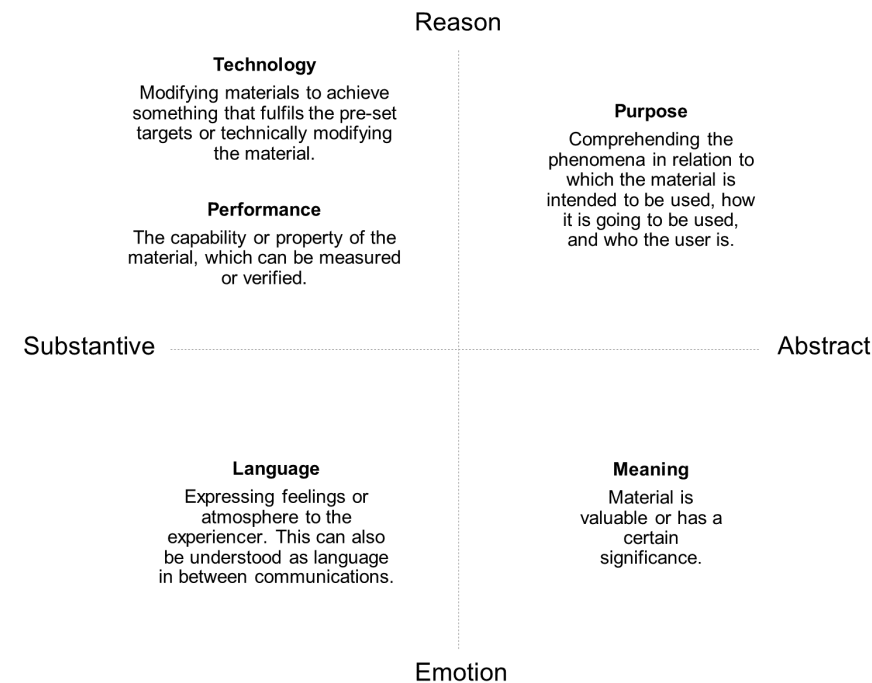 Reason
Technology
Modifying materials to achieve
something that fulfils the pre-set
targets or technically modifying
the material.
Purpose
Comprehending the
phenomena in relation to
which the material is
intended to be used, how
it is going to be used,
and who the user is.
Performance
The capability or property of the
material, which can be measured
or verified.
Substantive
Abstract
Language
Expressing feelings or
atmosphere to the
experiencer. This can also
be understood as language
in between communications.
Meaning
Material is
valuable or has a
certain
significance.
Emotion